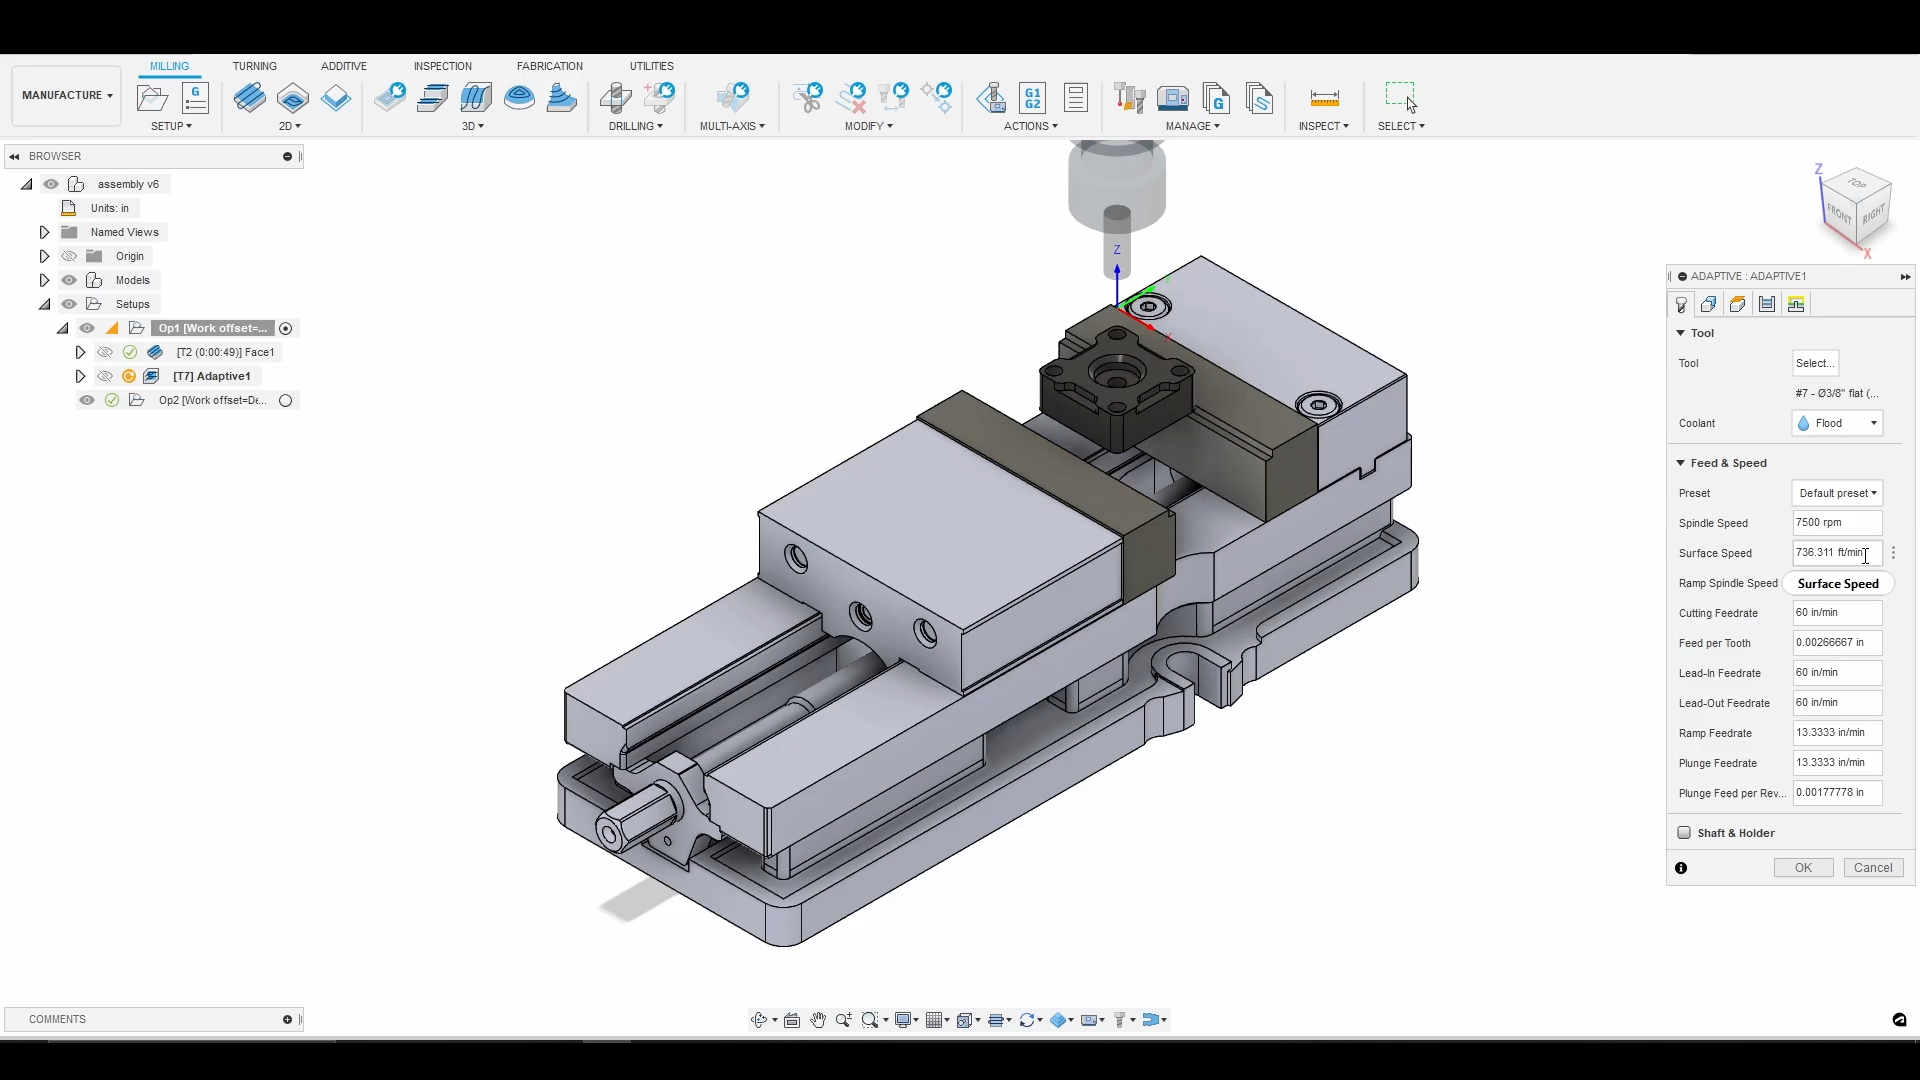 MILLING TURNING ADDITIVE INSPECTION FABRICATION UTILITIES
MANUFACTURE
SETUP 2D 3D DRILLING MULTI-AXIS MODIFY ACTIONS MANAGE INSPECT SELECT
G
G1
G2
G
BROWSER
assembly v6
Units: in
Named Views
Origin
Models
Setups
Op1 [Work offset=...
[T2 (0:00:49)] Face1
[T7] Adaptive1
Op2 [Work offset=De...
Z
Y
X
Z
TOP
FRONT RIGHT
X
ADAPTIVE : ADAPTIVE1
Tool
Tool Select...
#7 - Ø3/8" flat (...
Coolant Flood
Feed & Speed
Preset Default preset
Spindle Speed 7500 rpm
Surface Speed 736.311 ft/min
Ramp Spindle Speed Surface Speed
Cutting Feedrate 60 in/min
Feed per Tooth 0.00266667 in
Lead-In Feedrate 60 in/min
Lead-Out Feedrate 60 in/min
Ramp Feedrate 13.3333 in/min
Plunge Feedrate 13.3333 in/min
Plunge Feed per Rev... 0.00177778 in
Shaft & Holder
OK Cancel
COMMENTS